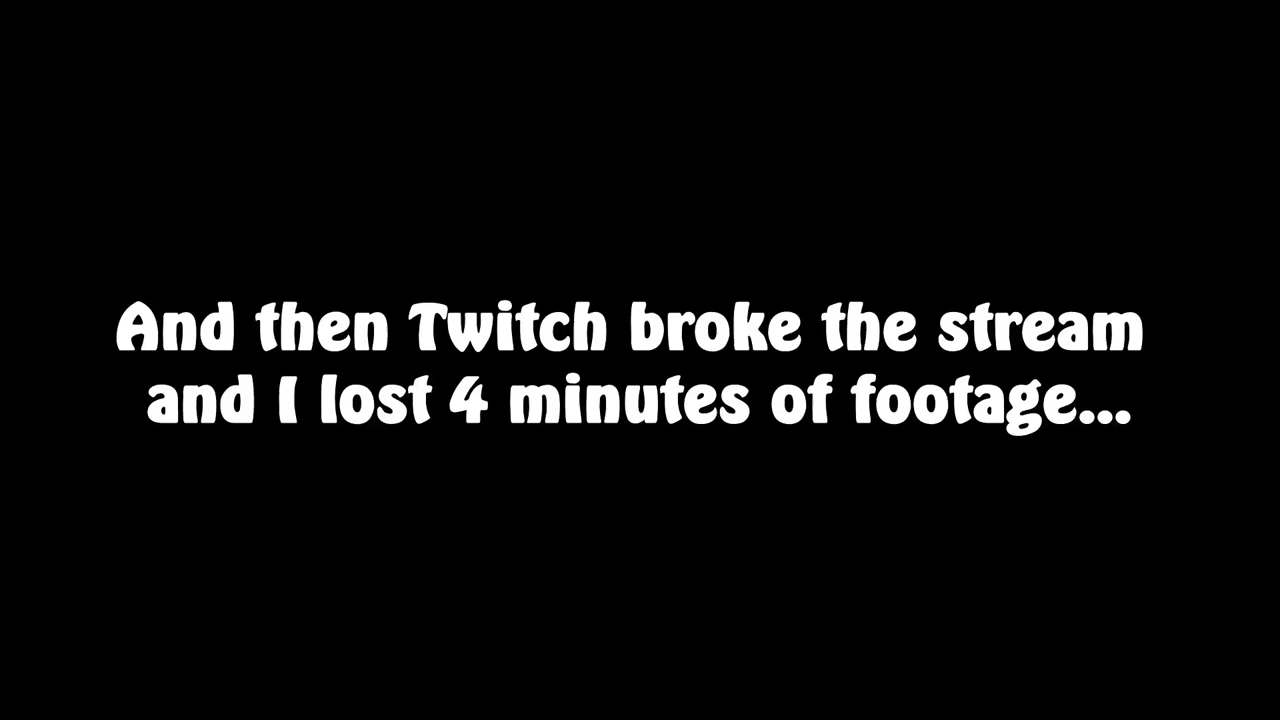 And then Twitch broke the stream
and I lost 4 minutes of footage...